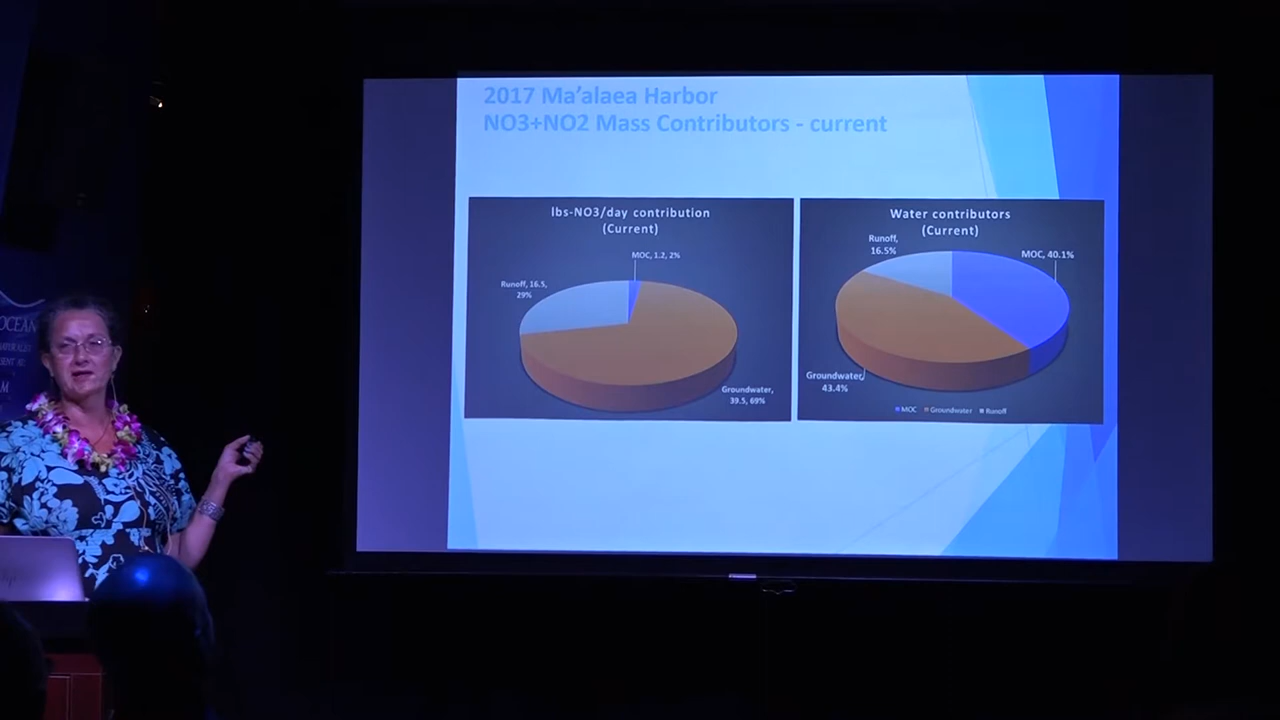 2017 Ma'alaea Harbor
NO3+NO2 Mass Contributors - current
lbs-NO3/day contribution
(Current)
MOC, 1.2, 2%
Runoff, 16.5,
29%
Groundwater,
39.5, 69%
Water contributors
(Current)
Runoff,
16.5%
MOC, 40.1%
Groundwater,
43.4%
MOC Groundwater Runoff
OCEAN